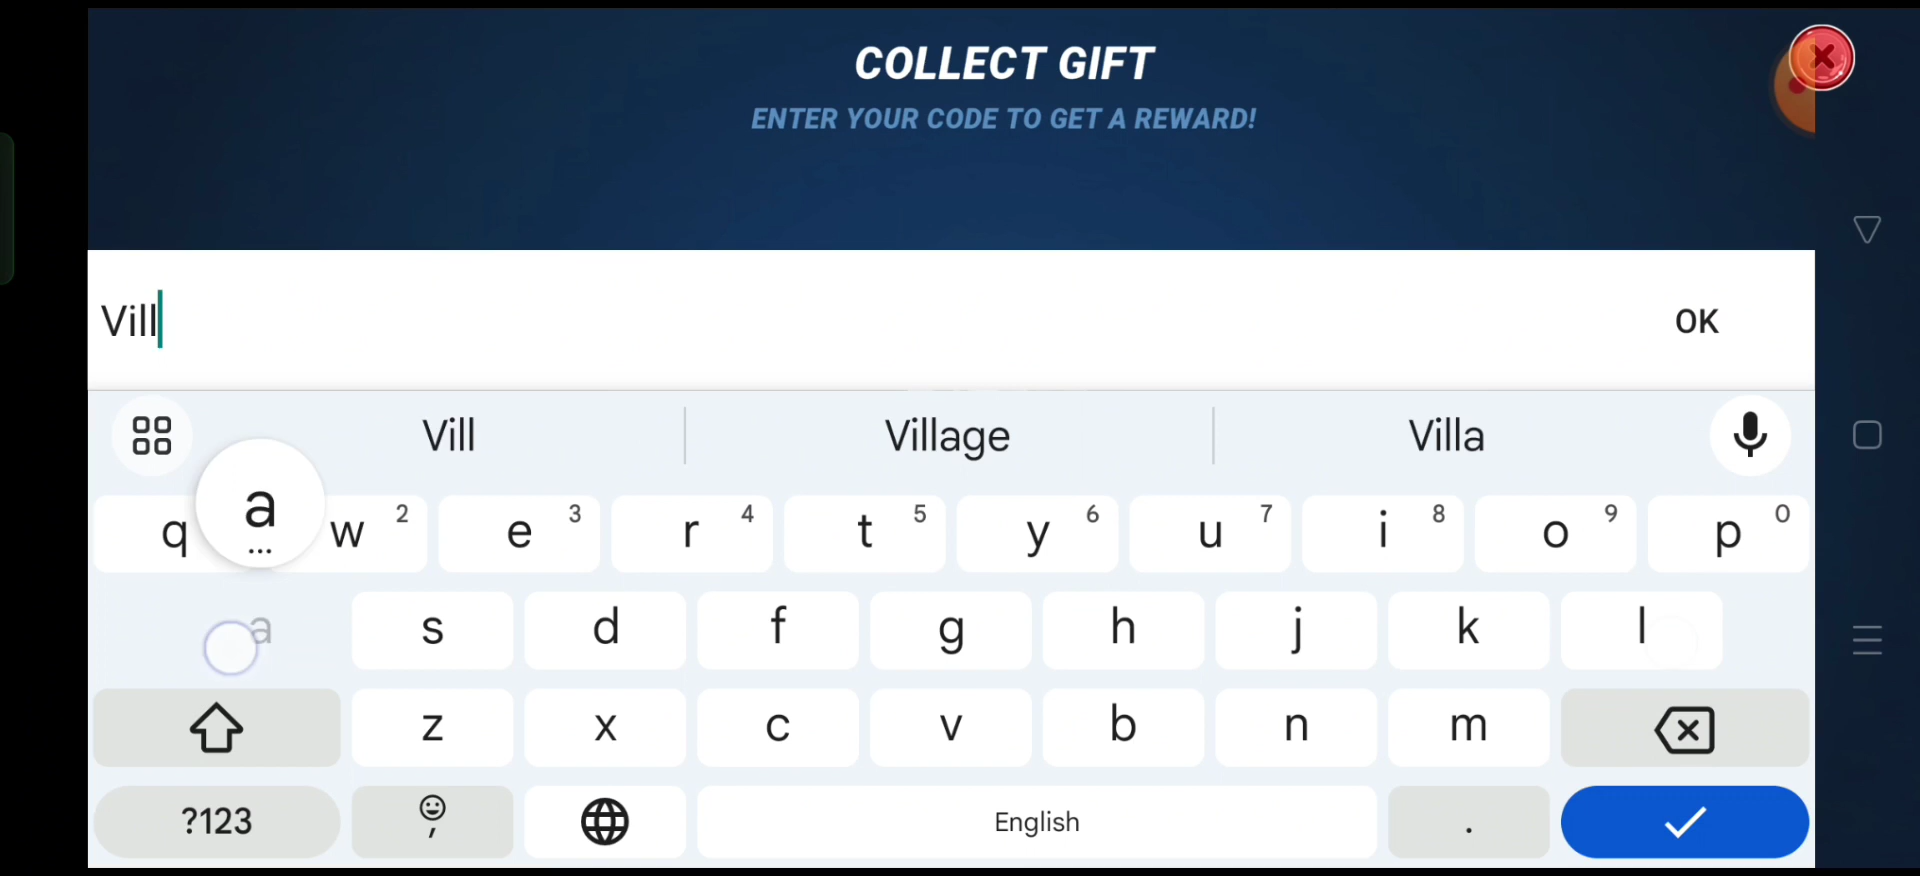 COLLECT GIFT
ENTER YOUR CODE TO GET A REWARD!
Vill
OK
Vill Village Villa
a
q w 2 e 3 r 4 t 5 y 6 u 7 i 8 o 9 p 0
a s d f g h j k l
z x c v b n m
?123 , English .